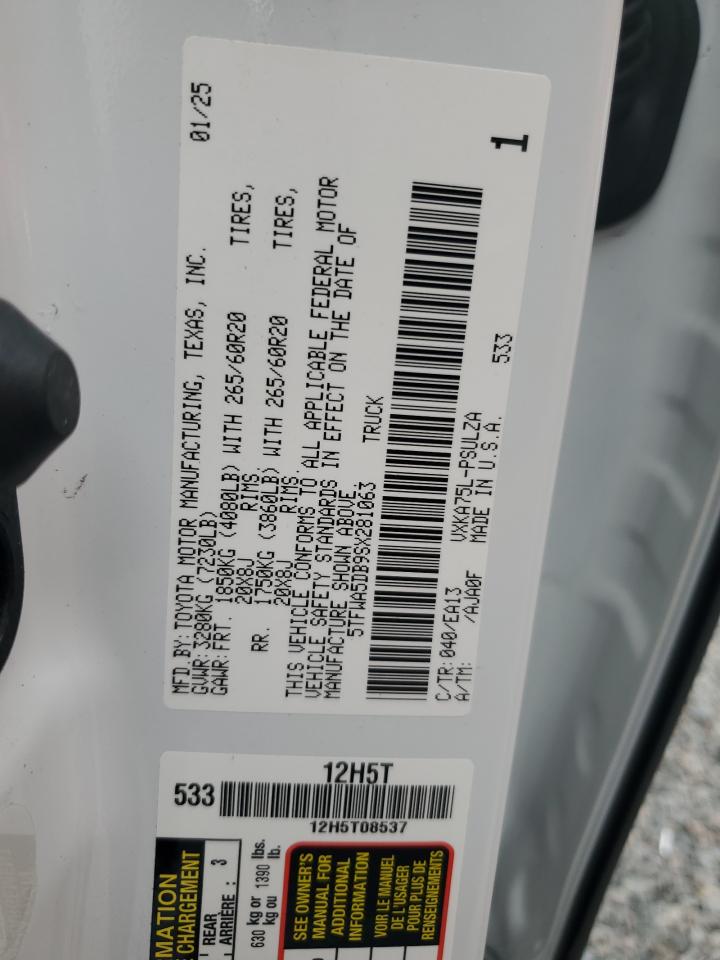 MFD.BY: TOYOTA MOTOR MANUFACTURING, TEXAS, INC. 01/25
GVWR: 3280KG (7230LB)
GAWR: FRT. 1850KG (4080LB) WITH 265/60R20 TIRES,
20X8J RIMS
RR. 1750KG (3860LB) WITH 265/60R20 TIRES,
20X8J RIMS.
THIS VEHICLE CONFORMS TO ALL APPLICABLE FEDERAL MOTOR
VEHICLE SAFETY STANDARDS IN EFFECT ON THE DATE OF
MANUFACTURE SHOWN ABOVE
5TFWA5DB9SX281063 TRUCK
C/TR: 040/EA13 VXKA75L-PSULZA
A/TM: /AJA0F MADE IN U.S.A. 533
1
12H5T
533
12H5T08537
MATION
CHARGEMENT
REAR
ARRIÈRE : 3
630 kg or 1390 lbs.
630 kg ou 1390 lb.
SEE OWNER'S
MANUAL FOR
ADDITIONAL
INFORMATION
VOIR LE MANUEL
DE L'USAGER
POUR PLUS DE
RENSEIGNEMENTS